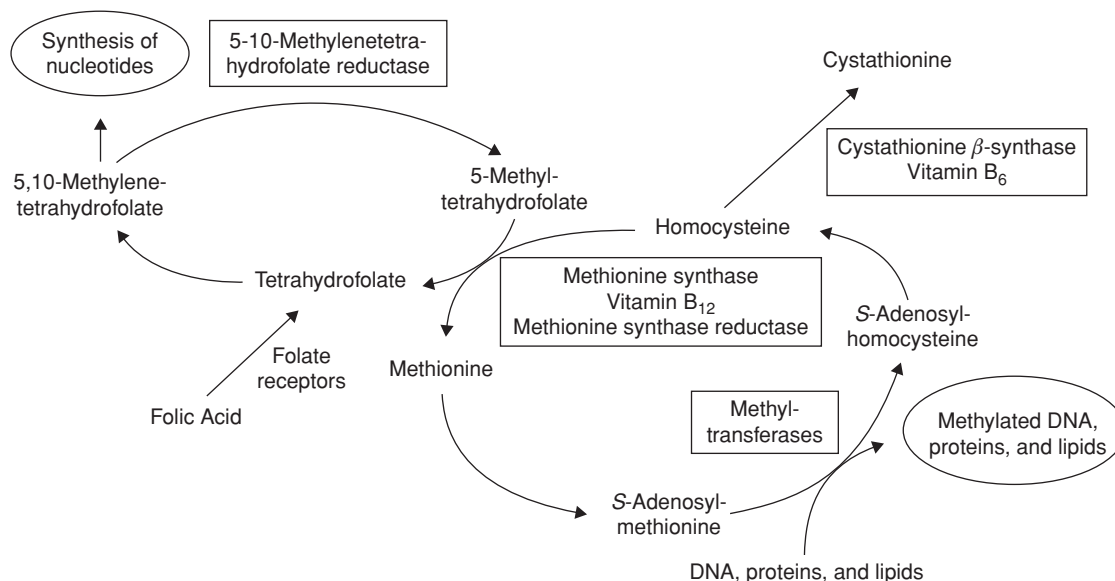 Synthesis of
nucleotides
5-10-Methylenetetra-
hydrofolate reductase
Cystathionine
Cystathionine β-synthase
Vitamin B6
5,10-Methylene-
tetrahydrofolate
5-Methyl-
tetrahydrofolate
Homocysteine
Tetrahydrofolate
Methionine synthase
Vitamin B12
Methionine synthase reductase
S-Adenosyl-
homocysteine
Folate
receptors
Methionine
Folic Acid
Methyl-
transferases
Methylated DNA,
proteins, and lipids
S-Adenosyl-
methionine
DNA, proteins, and lipids